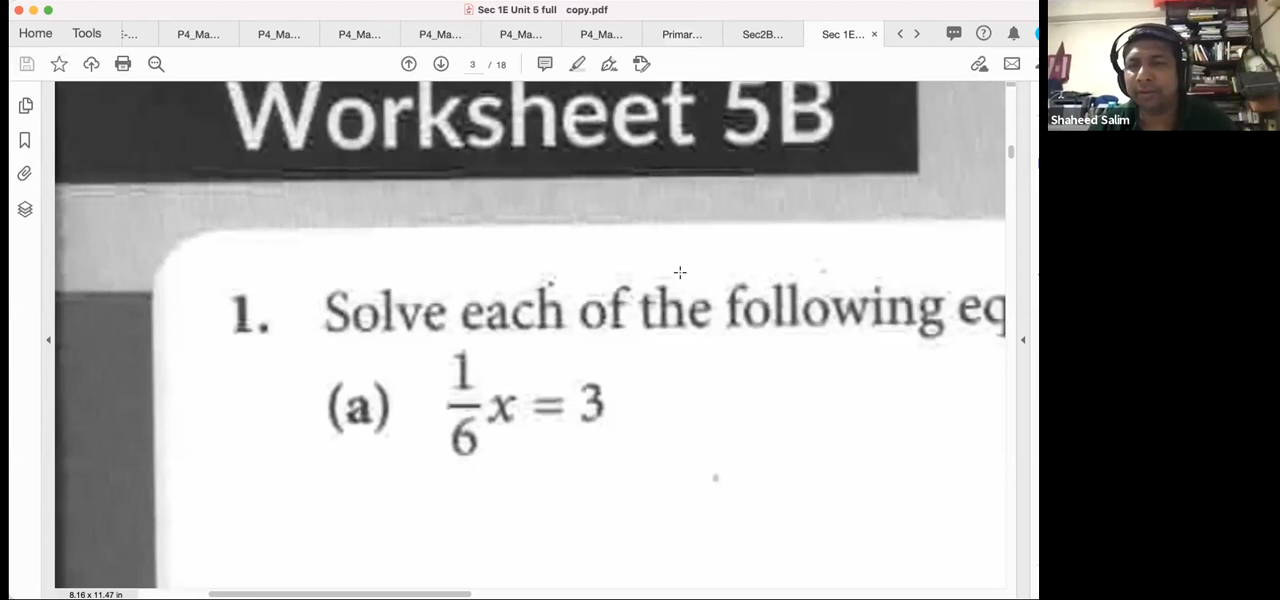 Sec 1E Unit 5 full copy.pdf
Home Tools :-... P4_Ma... P4_Ma... P4_Ma... P4_Ma... P4_Ma... P4_Ma... Primar... Sec2B... Sec 1E... ×
3 / 18
Worksheet 5B
1. Solve each of the following eq
(a) 1/6 x = 3
8.16 x 11.47 in
Shaheed Salim